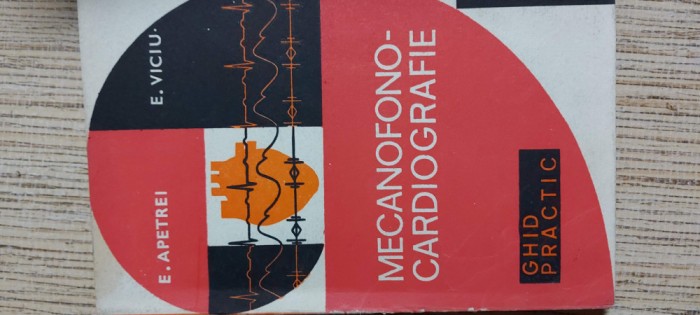 E. APETREI
E. VICIU
MECANOFONO-
CARDIOGRAFIE
GHID
PRACTIC